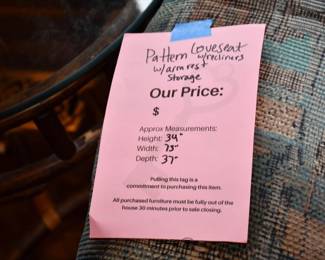 Pattern Loveseat
w/recliners
w/armrest
Storage
Our Price:
$
Approx Measurements:
Height: 34"
Width: 73"
Depth: 37"
Pulling this tag is a
commitment to purchasing this item.
All purchased furniture must be fully out of the
house 30 minutes prior to sale closing.